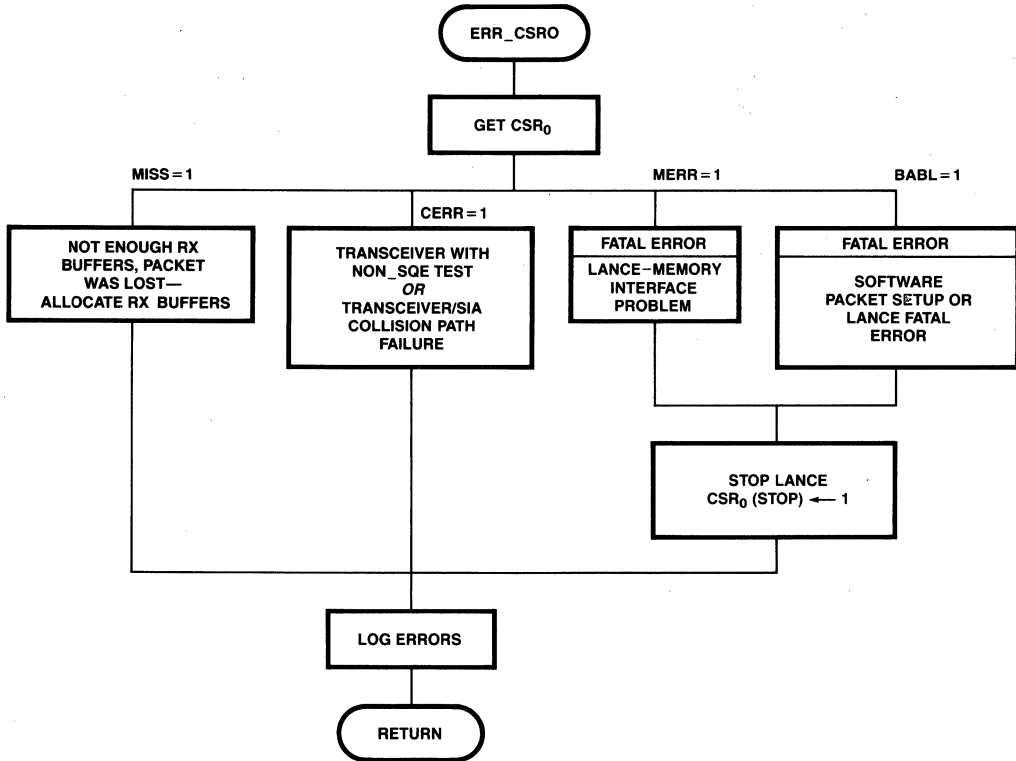 ERR_CSRO
GET CSR0
MISS=1
MERR=1
BABL=1
CERR=1
NOT ENOUGH RX
BUFFERS, PACKET
WAS LOST—
ALLOCATE RX BUFFERS
TRANSCEIVER WITH
NON_SQE TEST
OR
TRANSCEIVER/SIA
COLLISION PATH
FAILURE
FATAL ERROR
LANCE-MEMORY
INTERFACE
PROBLEM
FATAL ERROR
SOFTWARE
PACKET SETUP OR
LANCE FATAL
ERROR
STOP LANCE
CSR0 (STOP) ← 1
LOG ERRORS
RETURN